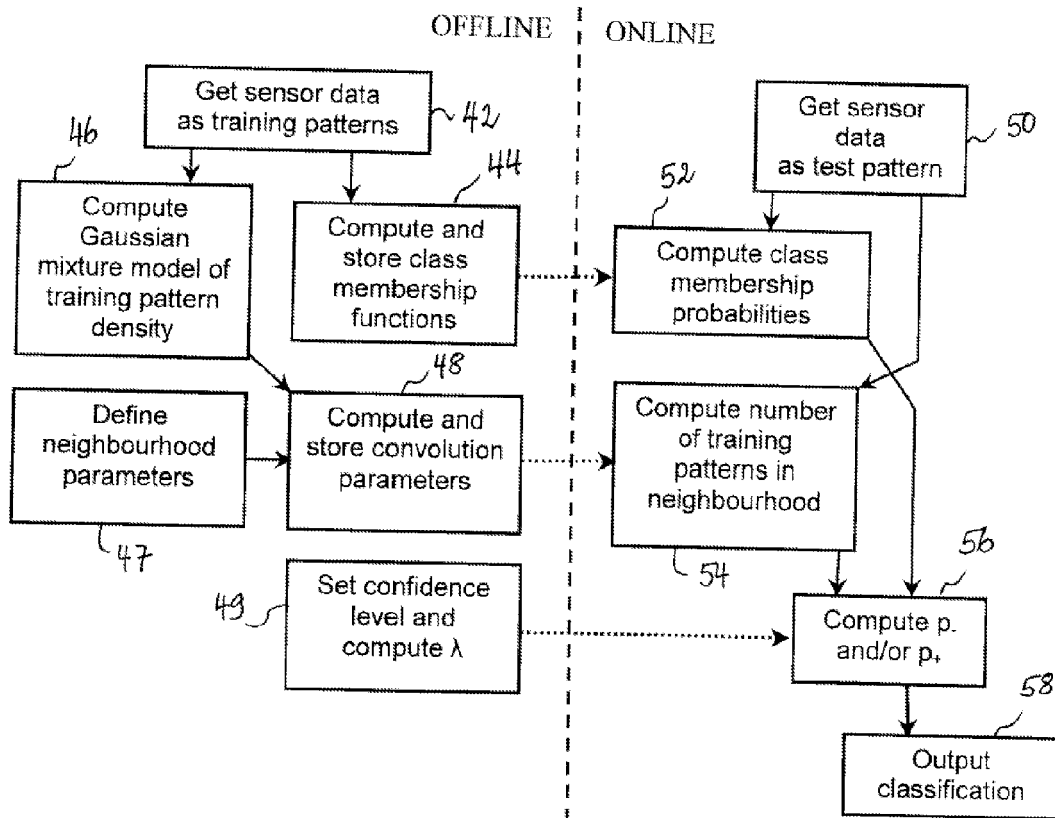 OFFLINE
ONLINE
Get sensor data
as training patterns
42
46
Compute
Gaussian
mixture model of
training pattern
density
44
Compute and
store class
membership
functions
Define
neighbourhood
parameters
47
48
Compute and
store convolution
parameters
49
Set confidence
level and
compute λ
Get sensor
data
as test pattern
50
52
Compute class
membership
probabilities
Compute number
of training
patterns in
neighbourhood
54
56
Compute p-
and/or p+
58
Output
classification